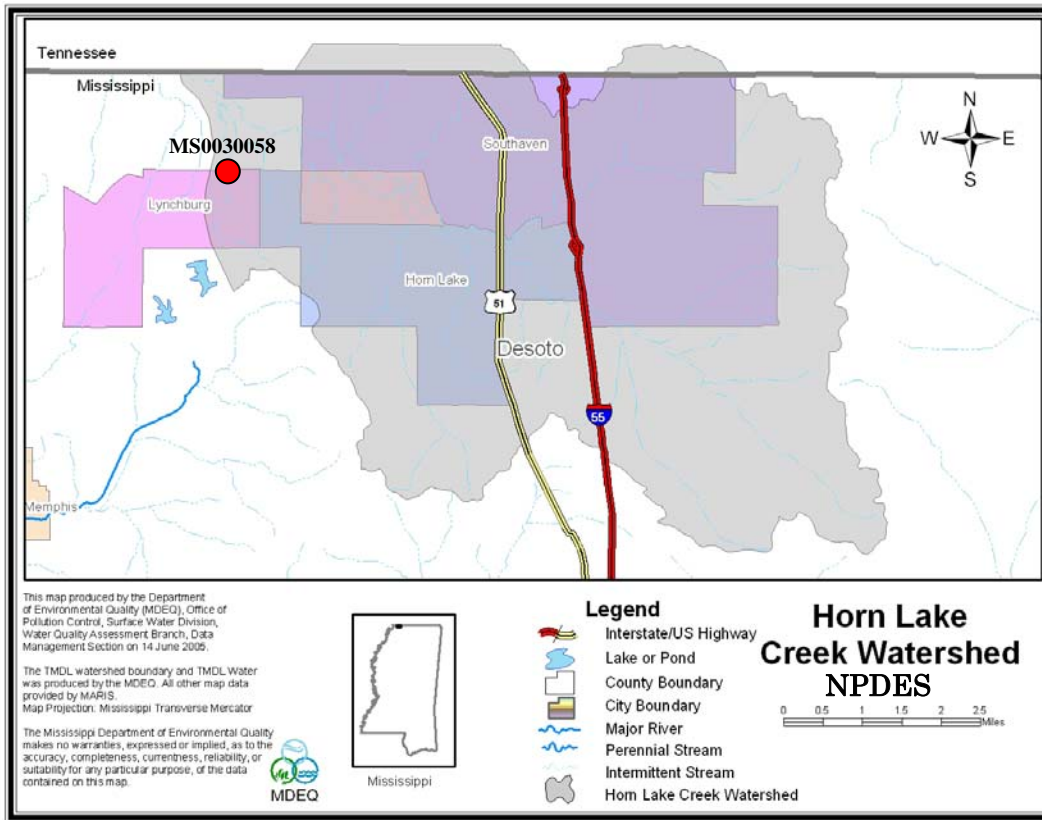 Tennessee
Mississippi
MS0030058
Southaven
N
W E
S
Lynchburg
Horn Lake
51
Desoto
55
Memphis
This map produced by the Department
of Environmental Quality (MDEQ), Office of
Pollution Control, Surface Water Division,
Water Quality Assessment Branch, Data
Management Section on 14 June 2005.
The TMDL watershed boundary and TMDL Water
was produced by the MDEQ. All other map data
provided by MARIS.
Map Projection: Mississippi Transverse Mercator
The Mississippi Department of Environmental Quality
makes no warranties, expressed or implied, as to the
accuracy, completeness, currentness, reliability, or
suitability for any particular purpose, of the data
contained on this map.
MDEQ
Mississippi
Legend
Interstate/US Highway
Lake or Pond
County Boundary
City Boundary
Major River
Perennial Stream
Intermittent Stream
Horn Lake Creek Watershed
Horn Lake
Creek Watershed
NPDES
0 0.5 1 1.5 2 2.5
Miles